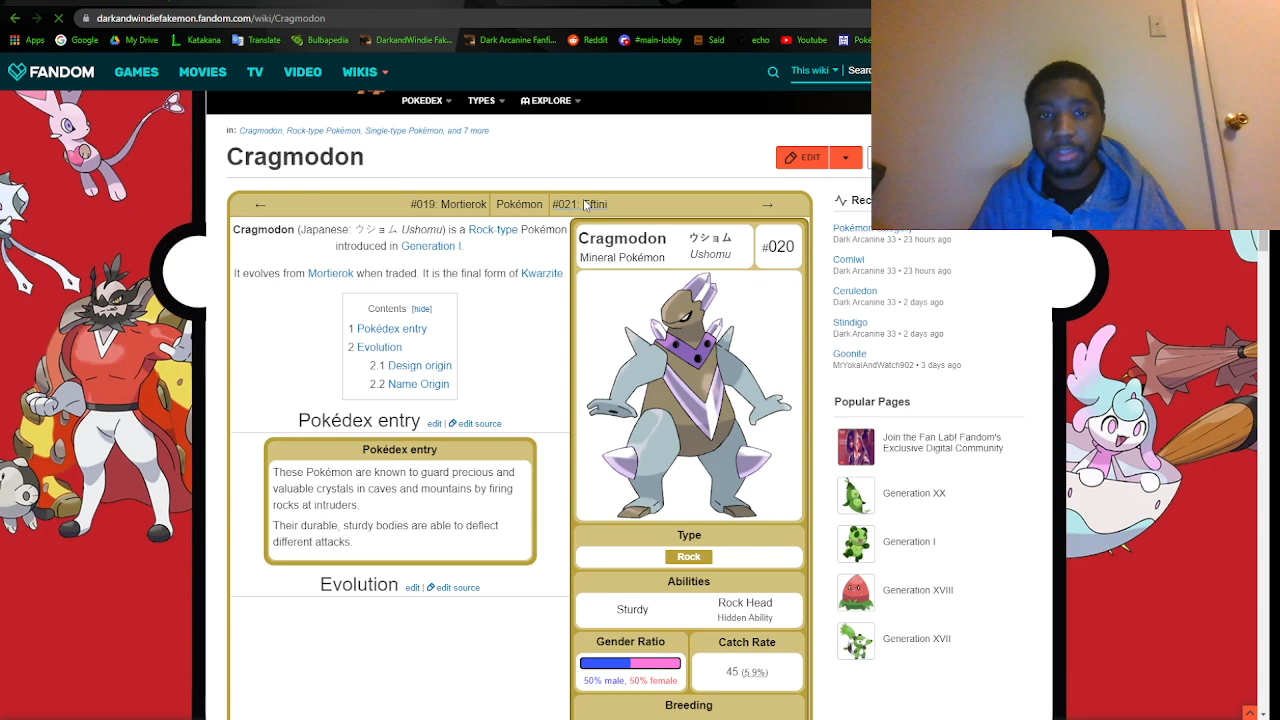 darkandwindiefakemon.fandom.com/wiki/Cragmodon
Apps Google My Drive Katakana Translate Bulbapedia DarkandWindie Fak... Dark Arcanine Fanfi... Reddit #main-lobby Said echo YouTube
FANDOM GAMES MOVIES TV VIDEO WIKIS This wiki
POKEDEX TYPES EXPLORE
in: Cragmodon, Rock-type Pokémon, Single-type Pokémon, and 7 more
Cragmodon
EDIT
← #019: Mortierok Pokémon #021: →
Cragmodon (Japanese: ウショム Ushomu) is a Rock-type Pokémon
introduced in Generation I.
It evolves from Mortierok when traded. It is the final form of Kwarzite.
Contents [hide]
1 Pokédex entry
2 Evolution
2.1 Design origin
2.2 Name Origin
Pokédex entry edit | edit source
Pokédex entry
These Pokémon are known to guard precious and
valuable crystals in caves and mountains by firing
rocks at intruders.
Their durable, sturdy bodies are able to deflect
different attacks.
Evolution edit | edit source
Cragmodon ウショム #020
Mineral Pokémon Ushomu
Type
Rock
Abilities
Sturdy
Rock Head
Hidden Ability
Gender Ratio Catch Rate
50% male, 50% female 45 (5.9%)
Breeding
Dark Arcanine 33 • 23 hours ago
Comiwi
Dark Arcanine 33 • 23 hours ago
Ceruledon
Dark Arcanine 33 • 2 days ago
Stindigo
Dark Arcanine 33 • 2 days ago
Goonite
MrYokaiAndWatch902 • 3 days ago
Popular Pages
Join the Fan Lab! Fandom's
Exclusive Digital Community
Generation XX
Generation I
Generation XVIII
Generation XVII